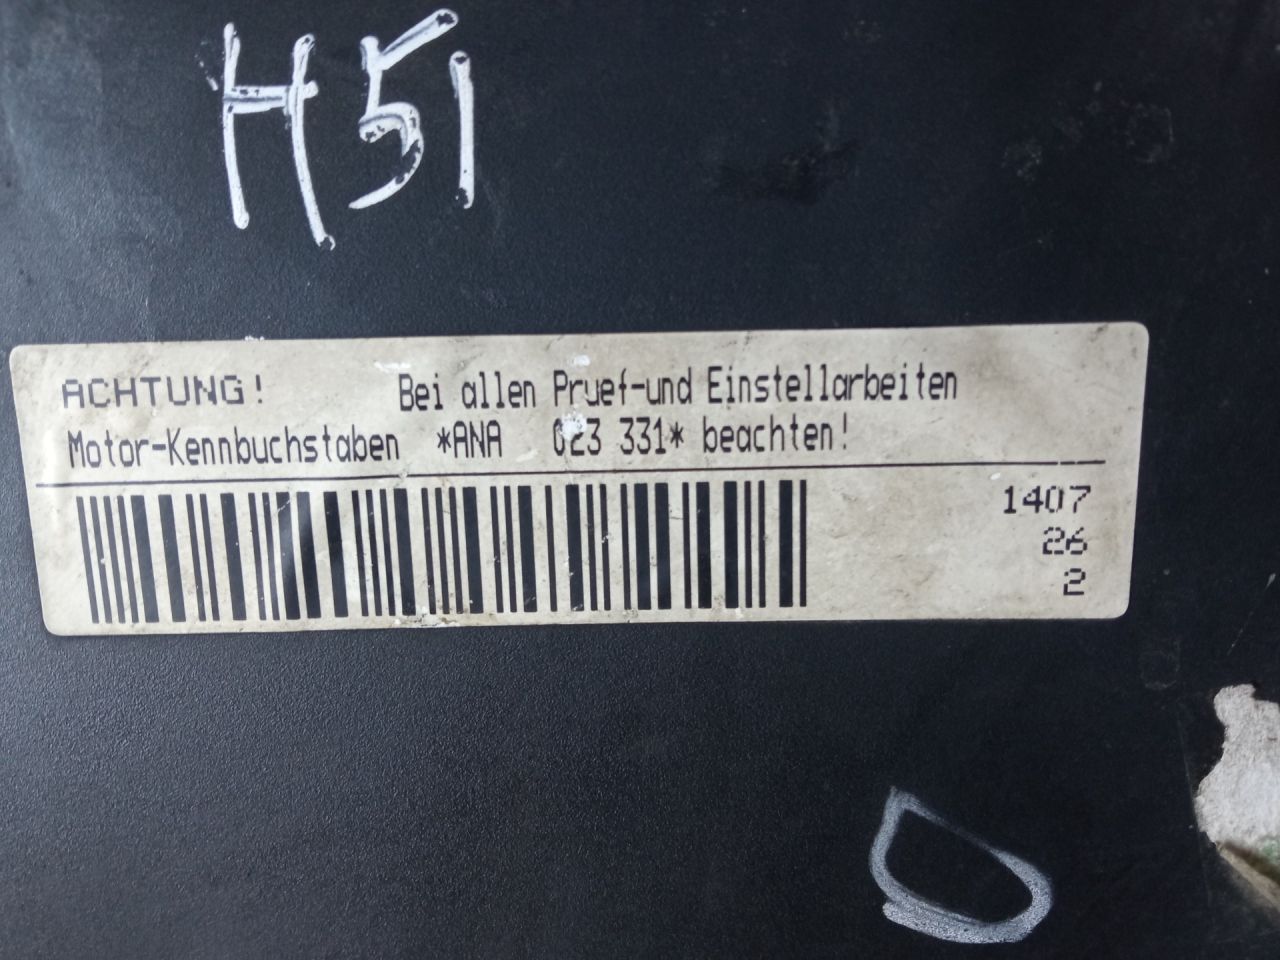 H51
ACHTUNG! Bei allen Pruef-und Einstellarbeiten
Motor-Kennbuchstaben *ANA 023 331* beachten!
1407
26
2